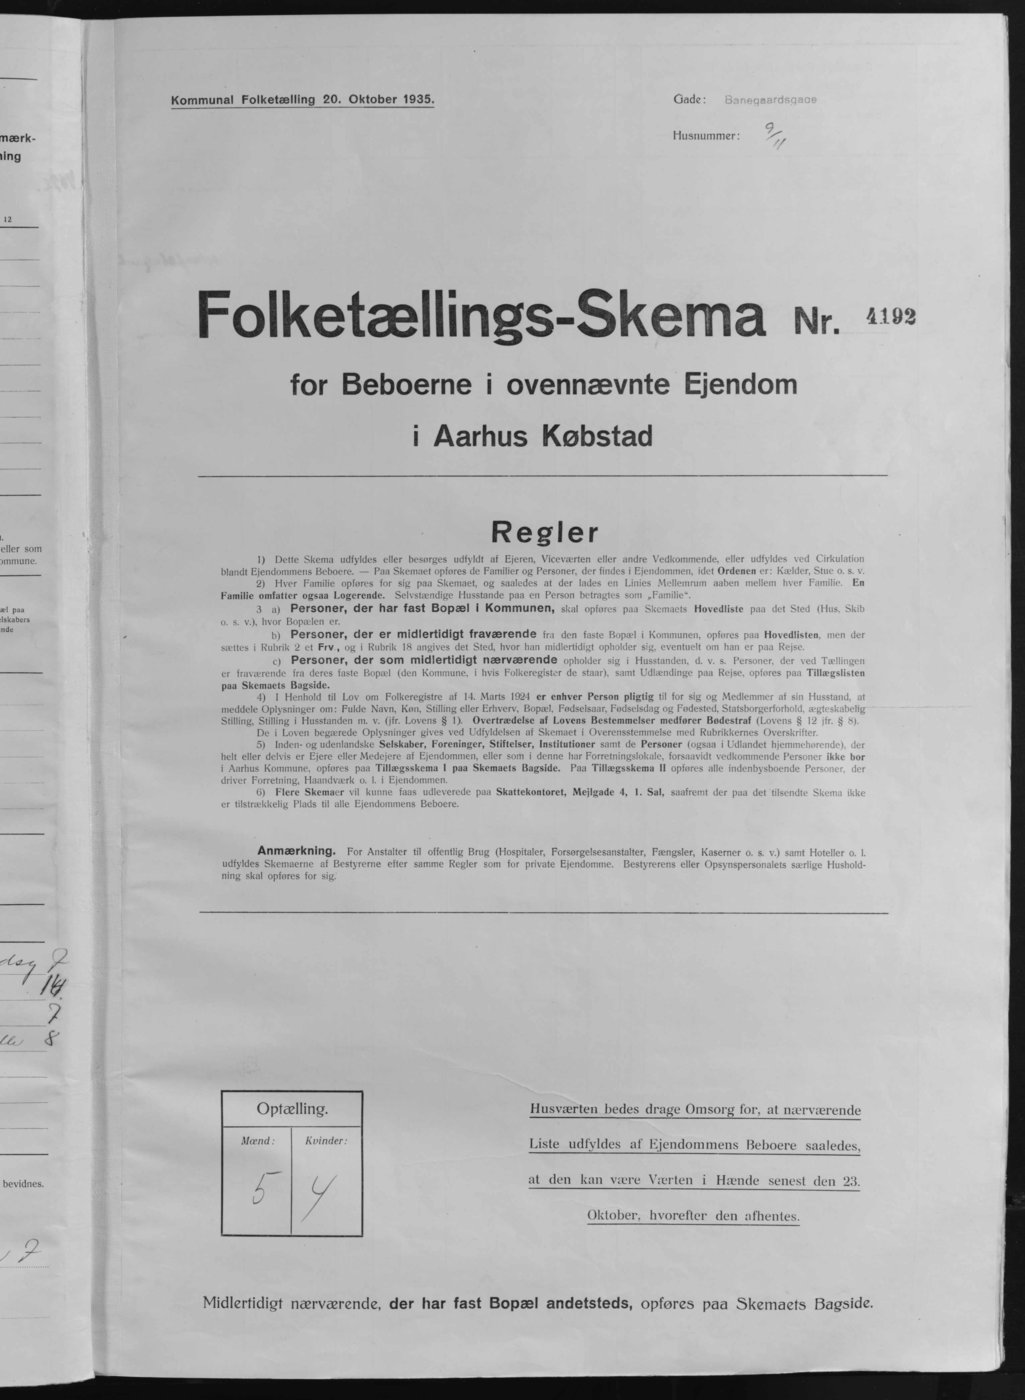 Kommunal Folketælling 20. Oktober 1935.
Gade: Banegaardsgade
Husnummer: 9/11
mærk-
ning
12
Folketællings-Skema Nr. 4192
for Beboerne i ovennævnte Ejendom
i Aarhus Købstad
Regler
1) Dette Skema udfyldes eller besørges udfyldt af Ejeren, Viceværten eller andre Vedkommende, eller udfyldes ved Cirkulation
blandt Ejendommens Beboere. — Paa Skemaet opføres de Familier og Personer, der findes i Ejendommen, idet Ordenen er: Kælder, Stue o. s. v.
2) Hver Familie opføres for sig paa Skemaet, og saaledes at der lades en Linies Mellemrum aaben mellem hver Familie. En
Familie omfatter ogsaa Logerende. Selvstændige Husstande paa en Person betragtes som „Familie“.
3 a) Personer, der har fast Bopæl i Kommunen, skal opføres paa Skemaets Hovedliste paa det Sted (Hus, Skib
o. s. v.), hvor Bopælen er.
b) Personer, der er midlertidigt fraværende fra den faste Bopæl i Kommunen, opføres paa Hovedlisten, men der
sættes i Rubrik 2 et Frv., og i Rubrik 18 angives det Sted, hvor han midlertidigt opholder sig, eventuelt om han er paa Rejse.
c) Personer, der som midlertidigt nærværende opholder sig i Husstanden, d. v. s. Personer, der ved Tællingen
er fraværende fra deres faste Bopæl (den Kommune, i hvis Folkeregister de staar), samt Udlændinge paa Rejse, opføres paa Tillægslisten
paa Skemaets Bagside.
4) I Henhold til Lov om Folkeregistre af 14. Marts 1924 er enhver Person pligtig til for sig og Medlemmer af sin Husstand, at
meddele Oplysninger om: Fulde Navn, Køn, Stilling eller Erhverv, Bopæl, Fødselsaar, Fødselsdag og Fødested, Statsborgerforhold, ægteskabelig
Stilling, Stilling i Husstanden m. v. (jfr. Lovens § 1). Overtrædelse af Lovens Bestemmelser medfører Bødestraf (Lovens § 12 jfr. § 8).
De i Loven begærede Oplysninger gives ved Udfyldelsen af Skemaet i Overensstemmelse med Rubrikkernes Overskrifter.
5) Inden- og udenlandske Selskaber, Foreninger, Stiftelser, Institutioner samt de Personer (ogsaa i Udlandet hjemmehørende), der
helt eller delvis er Ejere eller Medejere af Ejendommen, eller som i denne har Forretningslokale, forsaavidt vedkommende Personer ikke bor
i Aarhus Kommune, opføres paa Tillægsskema I paa Skemaets Bagside. Paa Tillægsskema II opføres alle indenbysboende Personer, der
driver Forretning, Haandværk o. l. i Ejendommen.
6) Flere Skemaer vil kunne faas udleverede paa Skattekontoret, Mejlgade 4, 1. Sal, saafremt der paa det tilsendte Skema ikke
er tilstrækkelig Plads til alle Ejendommens Beboere.
Anmærkning. For Anstalter til offentlig Brug (Hospitaler, Forsørgelsesanstalter, Fængsler, Kaserner o. s. v.) samt Hoteller o. l.
udfyldes Skemaerne af Bestyrerne efter samme Regler som for private Ejendomme. Bestyrerens eller Opsynspersonalets særlige Hushold-
ning skal opføres for sig.
eller som
ommune.
æl paa
elskabers
nde
dsg 7
14
7
8
bevidnes.
7
Optælling.
Mænd: Kvinder:
5 4
Husværten bedes drage Omsorg for, at nærværende
Liste udfyldes af Ejendommens Beboere saaledes,
at den kan være Værten i Hænde senest den 23.
Oktober, hvorefter den afhentes.
Midlertidigt nærværende, der har fast Bopæl andetsteds, opføres paa Skemaets Bagside.